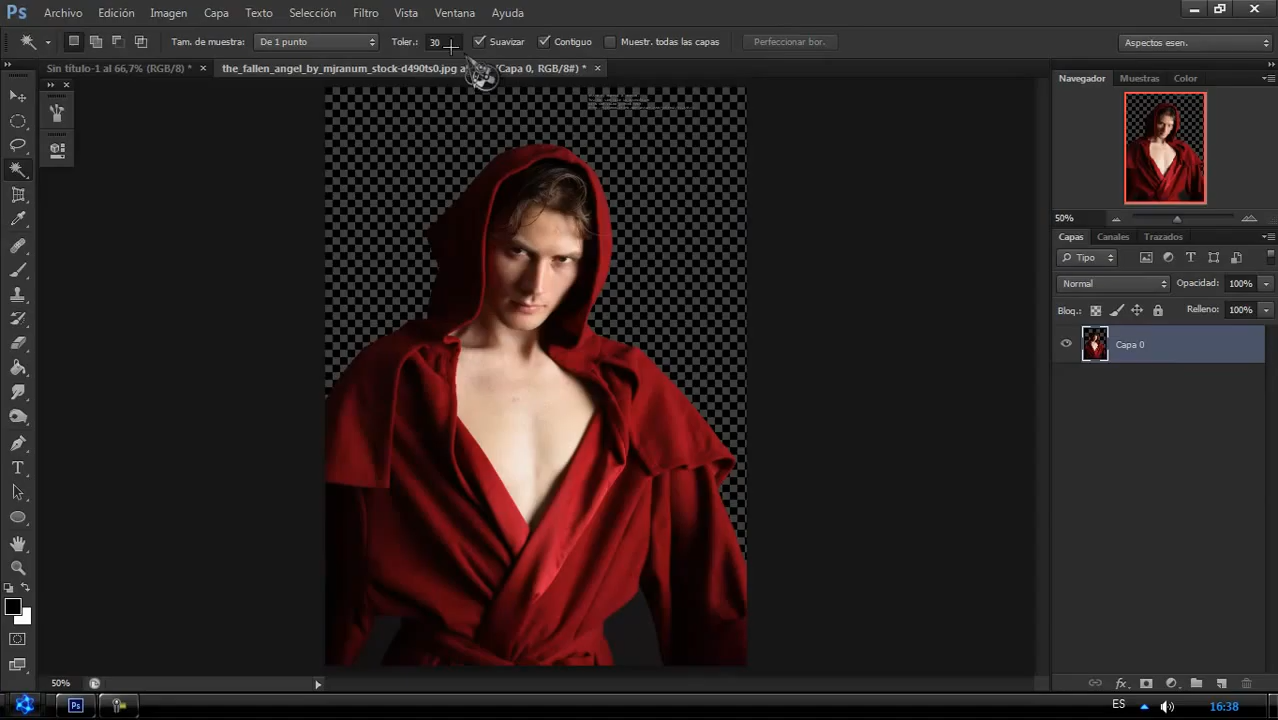 Ps Archivo Edición Imagen Capa Texto Selección Filtro Vista Ventana Ayuda
Tam. de muestra: De 1 punto Toler.: 30 Suavizar Contiguo Muestr. todas las capas Perfeccionar bor. Aspectos esen.
Sin título-1 al 66,7% (RGB/8) * the_fallen_angel_by_mjranum_stock-d490ts0.jpg (Capa 0, RGB/8#) *
Navegador Muestras Color
50%
Capas Canales Trazados
Tipo
Normal Opacidad: 100%
Bloq.: Relleno: 100%
Capa 0
50%
ES 16:38